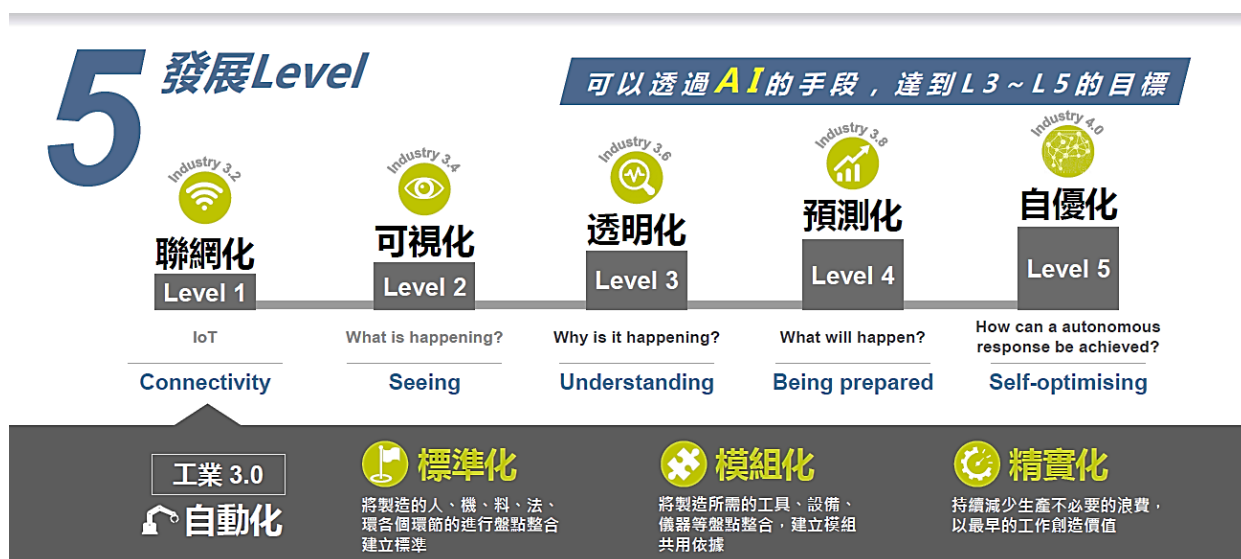 5 發展Level
可以透過AI的手段，達到L3~L5的目標
Industry 3.2
聯網化
Level 1
IoT
Connectivity
Industry 3.4
可視化
Level 2
What is happening?
Seeing
Industry 3.6
透明化
Level 3
Why is it happening?
Understanding
Industry 3.8
預測化
Level 4
What will happen?
Being prepared
Industry 4.0
自優化
Level 5
How can a autonomous
response be achieved?
Self-optimising
工業 3.0
自動化
標準化
將製造的人、機、料、法、
環各個環節的進行盤點整合
建立標準
模組化
將製造所需的工具、設備、
儀器等盤點整合，建立模組
共用依據
精實化
持續減少生產不必要的浪費，
以最早的工作創造價值